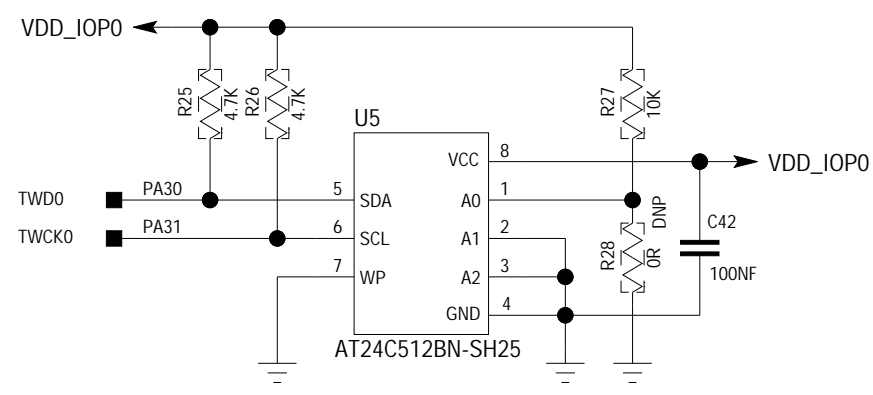 VDD_IOP0
R25
4.7K
R26
4.7K
R27
10K
U5
VCC
8
VDD_IOP0
TWD0
PA30
5
SDA
A0
1
DNP
TWCK0
PA31
6
SCL
A1
2
R28
0R
C42
7
WP
A2
3
100NF
GND
4
AT24C512BN-SH25